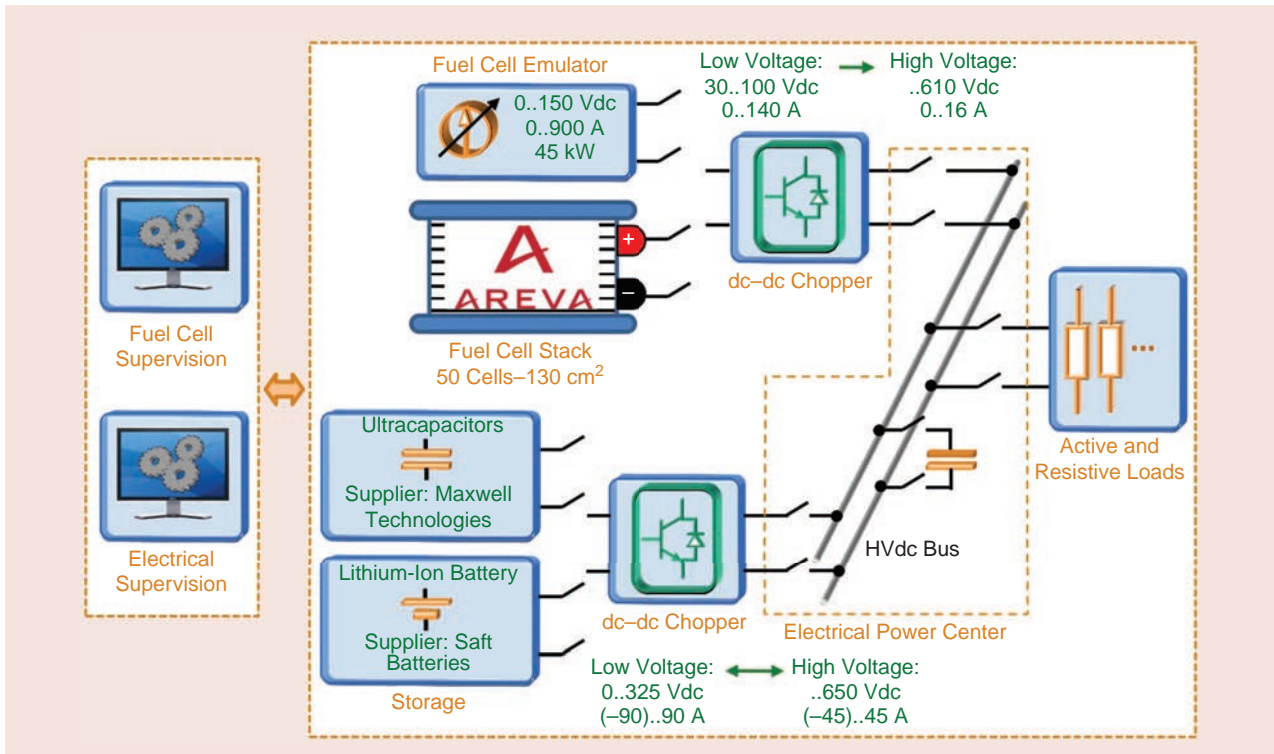 Fuel Cell Emulator
0..150 Vdc
0..900 A
45 kW
Low Voltage:
30..100 Vdc
0..140 A
High Voltage:
..610 Vdc
0..16 A
dc–dc Chopper
+
–
AREVA
Fuel Cell Stack
50 Cells–130 cm²
Fuel Cell
Supervision
Electrical
Supervision
Ultracapacitors
Supplier: Maxwell
Technologies
Lithium-Ion Battery
Supplier: Saft
Batteries
Storage
dc–dc Chopper
Low Voltage:
0..325 Vdc
(–90)..90 A
High Voltage:
..650 Vdc
(–45)..45 A
HVdc Bus
Electrical Power Center
...
Active and
Resistive Loads